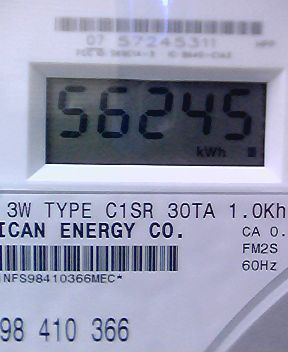 07 57245311
56245
kWh
3W TYPE C1SR 30TA 1.0Kh
ICAN ENERGY CO. CA 0.
FM2S
60Hz
NFS98410366MEC*
98 410 366